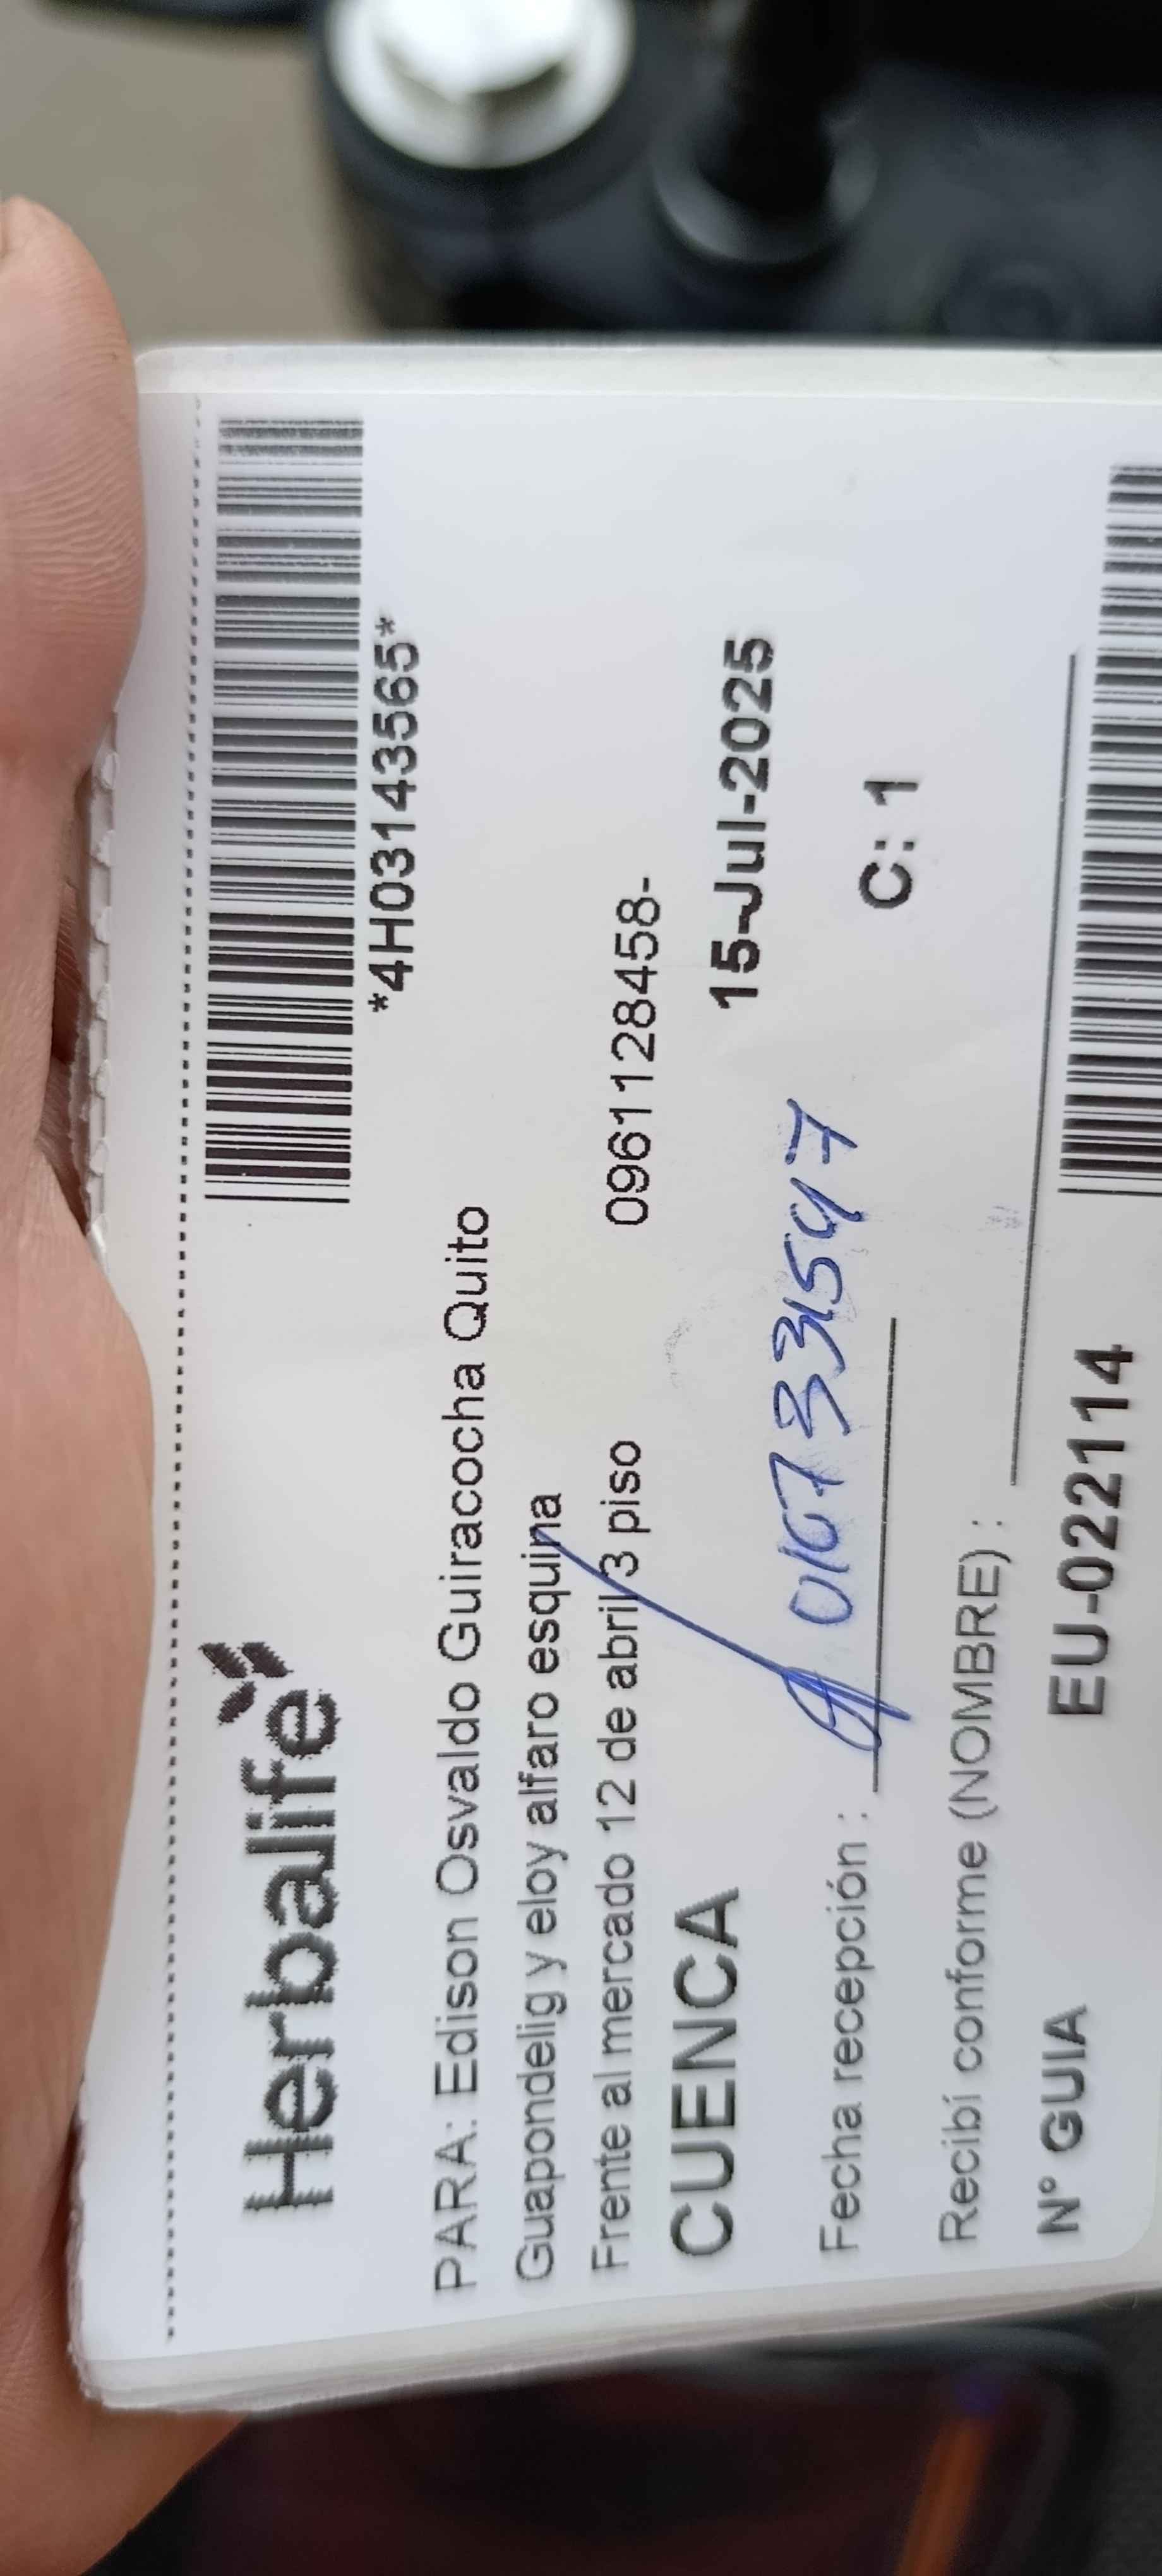 Herbalife
*4H03143565*
PARA: Edison Osvaldo Guiracocha Quito
Guapondelig y eloy alfaro esquina
Frente al mercado 12 de abril 3 piso 0961128458-
CUENCA 15-Jul-2025
Fecha recepción : 0107331547
C: 1
Recibí conforme (NOMBRE) :
N° GUIA EU-022114